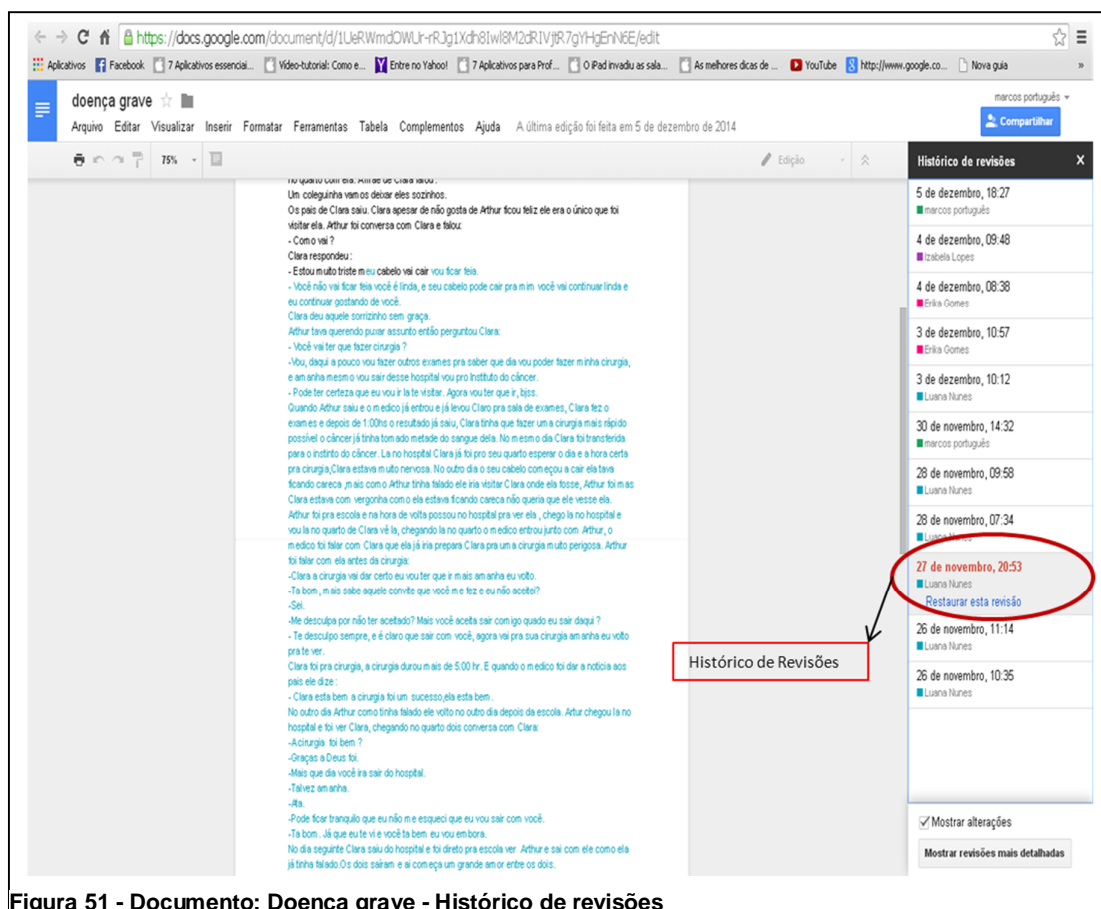 https://docs.google.com/document/d/1UeRWmdOWUr-rRJg1Xdh8Iwl8M2dRIVjtR7gYHgEnN6E/edit
Aplicativos Facebook 7 Aplicativos essenciai... Vídeo-tutorial: Como e... Entre no Yahoo! 7 Aplicativos para Prof... O iPad invadiu as sala... As melhores dicas de ... YouTube http://www.google.co... Nova guia »
doença grave
marcos português
Arquivo Editar Visualizar Inserir Formatar Ferramentas Tabela Complementos Ajuda A última edição foi feita em 5 de dezembro de 2014
Compartilhar
75% Edição
Histórico de revisões X
no quarto com ela. A mãe de Clara falou:
Um coleguinha vamos deixar eles sozinhos.
Os pais de Clara saiu. Clara apesar de não gosta de Arthur ficou feliz ele era o único que foi
visitar ela. Arthur foi conversa com Clara e falou:
- Como vai ?
Clara respondeu :
- Estou muito triste meu cabelo vai cair vou ficar feia.
- Você não vai ficar feia você é linda, e seu cabelo pode cair pra mim você vai continuar linda e
eu continuar gostando de você.
Clara deu aquele sorrizinho sem graça.
Arthur tava querendo puxar assunto então perguntou Clara:
- Você vai ter que fazer cirurgia ?
-Vou, daqui a pouco vou fazer outros exames pra saber que dia vou poder fazer minha cirurgia,
e amanha mesmo vou sair desse hospital vou pro Instituto do câncer.
- Pode ter certeza que eu vou ir la te visitar. Agora vou ter que ir, bjss.
Quando Athur saiu e o medico já entrou e já levou Claro pra sala de exames, Clara fez o
exames e depois de 1:00hs o resultado já saiu, Clara tinha que fazer uma cirurgia mais rápido
possível o câncer já tinha tomado metade do sangue dela. No mesmo dia Clara foi transferida
para o instinto do câncer. La no hospital Clara já foi pro seu quarto esperar o dia e a hora certa
pra cirurgia,Clara estava muito nervosa. No outro dia o seu cabelo começou a cair ela tava
ficando careca ,mais como Arthur tinha falado ele iria visitar Clara onde ela fosse, Arthur foi mas
Clara estava com vergonha como ela estava ficando careca não queria que ele vesse ela.
Arthur foi pra escola e na hora de volta possou no hospital pra ver ela , chego la no hospital e
vou la no quarto de Clara vê la, chegando la no quarto o medico entrou junto com Arthur, o
medico foi falar com Clara que ela já iria prepara Clara pra uma cirurgia muito perigosa. Arthur
foi falar com ela antes da cirurgia:
-Clara a cirurgia vai dar certo eu vou ter que ir mais amanha eu volto.
-Ta bom , mais sabe aquele convite que você me fez e eu não aceitei?
-Sei.
-Me desculpa por não ter aceitado? Mais você aceita sair comigo quado eu sair daqui ?
- Te desculpo sempre, e é claro que sair com você, agora vai pra sua cirurgia amanha eu volto
pra te ver.
Clara foi pra cirurgia, a cirurgia durou mais de 5:00 hr. E quando o medico foi dar a noticia aos
pais ele dize :
- Clara esta bem a cirurgia foi um sucesso,ela esta bem.
No outro dia Arthur como tinha falado ele volto no outro dia depois da escola. Artur chegou la no
hospital e foi ver Clara, chegando no quarto dois conversa com Clara:
-Acirurgia foi bem ?
-Graças a Deus foi.
-Mais que dia você ira sair do hospital.
-Talvez amanha.
-Ata.
-Pode ficar tranquilo que eu não me esqueci que eu vou sair com você.
-Ta bom . Já que eu te vi e você ta bem eu vou embora.
No dia seguinte Clara saiu do hospital e foi direto pra escola ver Arthur e sai com ele como ela
já tinha falado.Os dois saíram e ai começa um grande amor entre os dois.
5 de dezembro, 18:27
marcos português
4 de dezembro, 09:48
Izabela Lopes
4 de dezembro, 08:38
Erika Gomes
3 de dezembro, 10:57
Erika Gomes
3 de dezembro, 10:12
Luana Nunes
30 de novembro, 14:32
marcos português
28 de novembro, 09:58
Luana Nunes
28 de novembro, 07:34
Luana Nunes
27 de novembro, 20:53
Luana Nunes
Restaurar esta revisão
26 de novembro, 11:14
Luana Nunes
26 de novembro, 10:35
Luana Nunes
Histórico de Revisões
Mostrar alterações
Mostrar revisões mais detalhadas
Figura 51 - Documento: Doença grave - Histórico de revisões